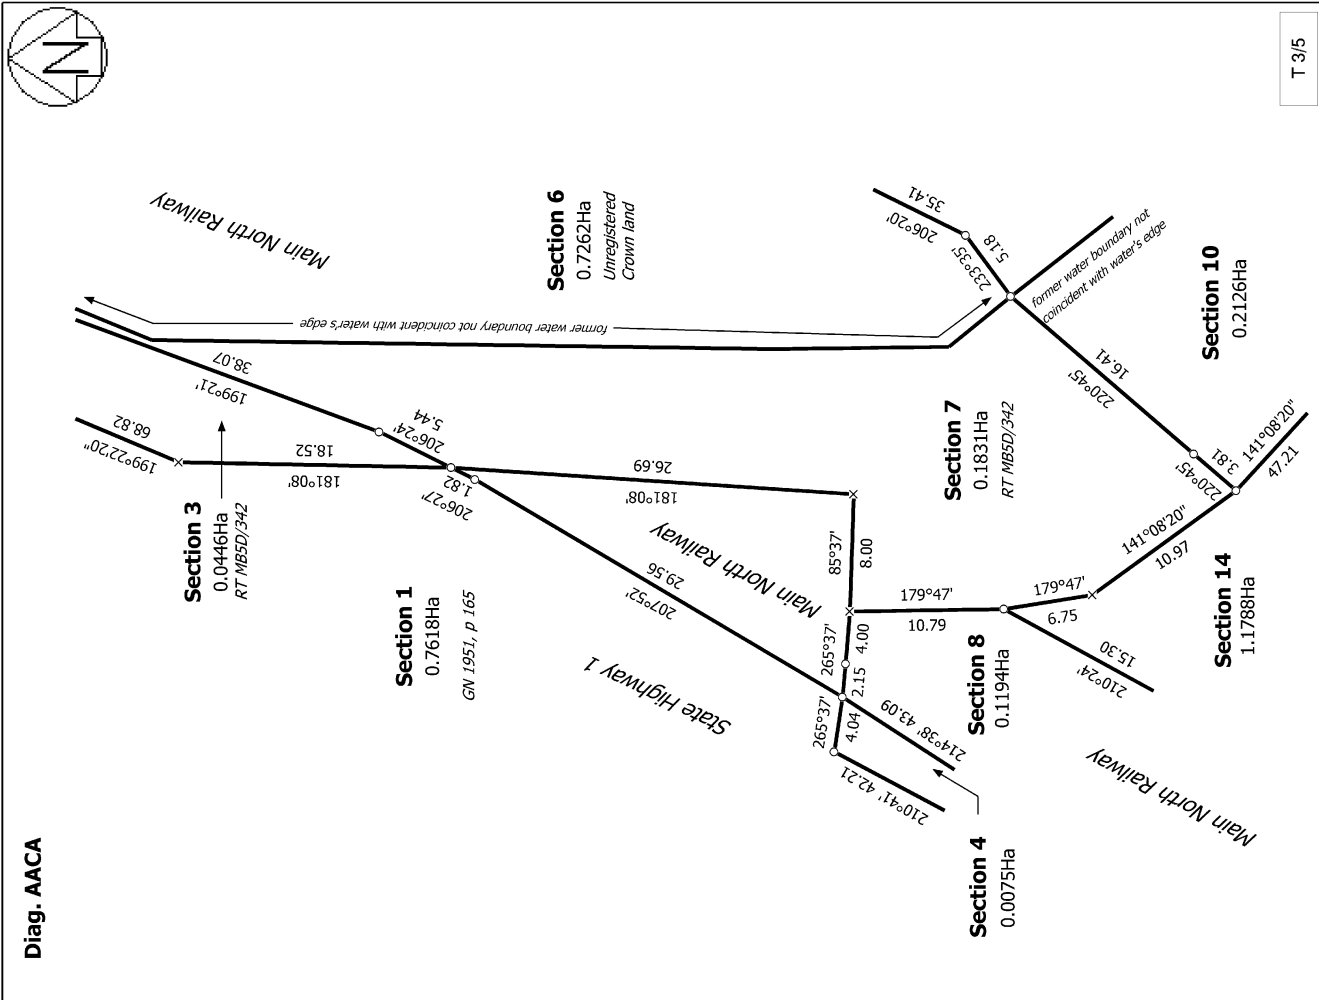 Diag. AACA
N
T 3/5
Main North Railway
Section 6
0.7262Ha
Unregistered
Crown land
former water boundary not coincident with water's edge
199°22'20"
68.82
199°21'
38.07
Section 3
0.0446Ha
RT MB5D/342
181°08'
18.52
206°24'
5.44
206°27'
1.82
Section 1
0.7618Ha
GN 1951, p 165
181°08'
26.69
207°52'
29.56
Main North Railway
State Highway 1
206°20'
35.41
233°35'
5.18
former water boundary not
coincident with water's edge
Section 10
0.2126Ha
Section 7
0.1831Ha
RT MB5D/342
220°45'
16.41
220°45'
3.81
141°08'20"
47.21
141°08'20"
10.97
85°37'
8.00
179°47'
10.79
179°47'
6.75
265°37'
4.00
2.15
265°37'
4.04
214°38' 43.09
210°41' 42.21
210°24'
15.30
Section 8
0.1194Ha
Section 14
1.1788Ha
Section 4
0.0075Ha
Main North Railway